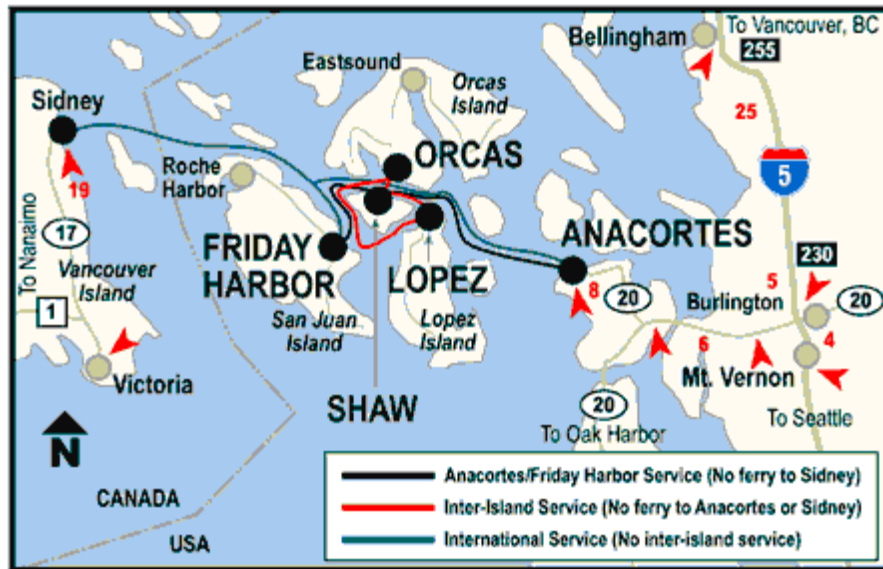 To Vancouver, BC
Bellingham
255
Eastsound
Orcas
Island
25
Sidney
ORCAS
5
Roche
Harbor
19
To Nanaimo
17
FRIDAY
HARBOR
ANACORTES
LOPEZ
8
20
5
230
Burlington
20
Vancouver
Island
1
San Juan
Island
Lopez
Island
6
4
Victoria
Mt. Vernon
SHAW
20
To Seattle
To Oak Harbor
N
CANADA
USA
Anacortes/Friday Harbor Service (No ferry to Sidney)
Inter-Island Service (No ferry to Anacortes or Sidney)
International Service (No inter-island service)